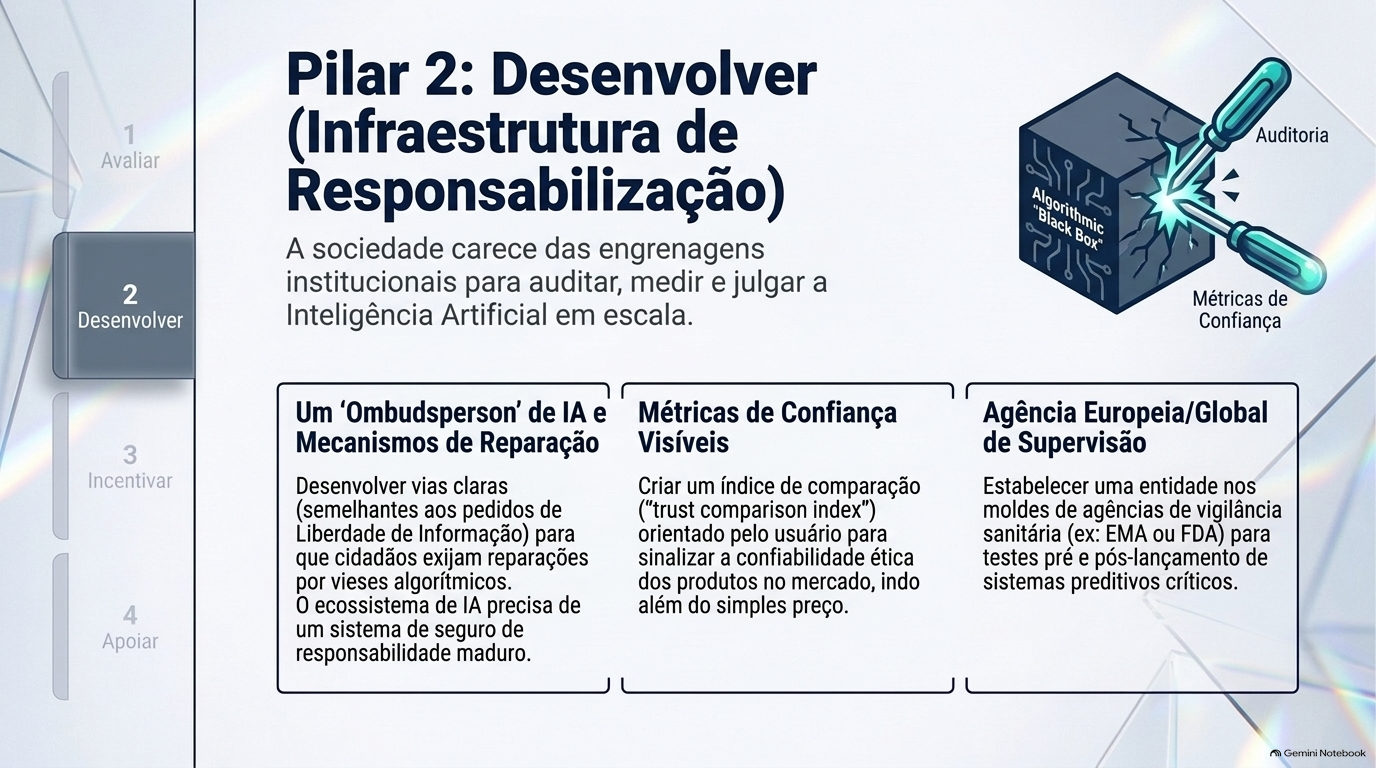 1
Avaliar
2
Desenvolver
3
Incentivar
4
Apoiar
Pilar 2: Desenvolver
(Infraestrutura de
Responsabilização)
A sociedade carece das engrenagens
institucionais para auditar, medir e julgar a
Inteligência Artificial em escala.
Algorithmic
"Black Box"
Auditoria
Métricas de
Confiança
Um ‘Ombudsperson’ de IA e
Mecanismos de Reparação
Desenvolver vias claras
(semelhantes aos pedidos de
Liberdade de Informação) para
que cidadãos exijam reparações
por vieses algorítmicos.
O ecossistema de IA precisa de
um sistema de seguro de
responsabilidade maduro.
Métricas de Confiança
Visíveis
Criar um índice de comparação
(“trust comparison index”)
orientado pelo usuário para
sinalizar a confiabilidade ética
dos produtos no mercado, indo
além do simples preço.
Agência Europeia/Global
de Supervisão
Estabelecer uma entidade nos
moldes de agências de vigilância
sanitária (ex: EMA ou FDA) para
testes pré e pós-lançamento de
sistemas preditivos críticos.
Gemini Notebook